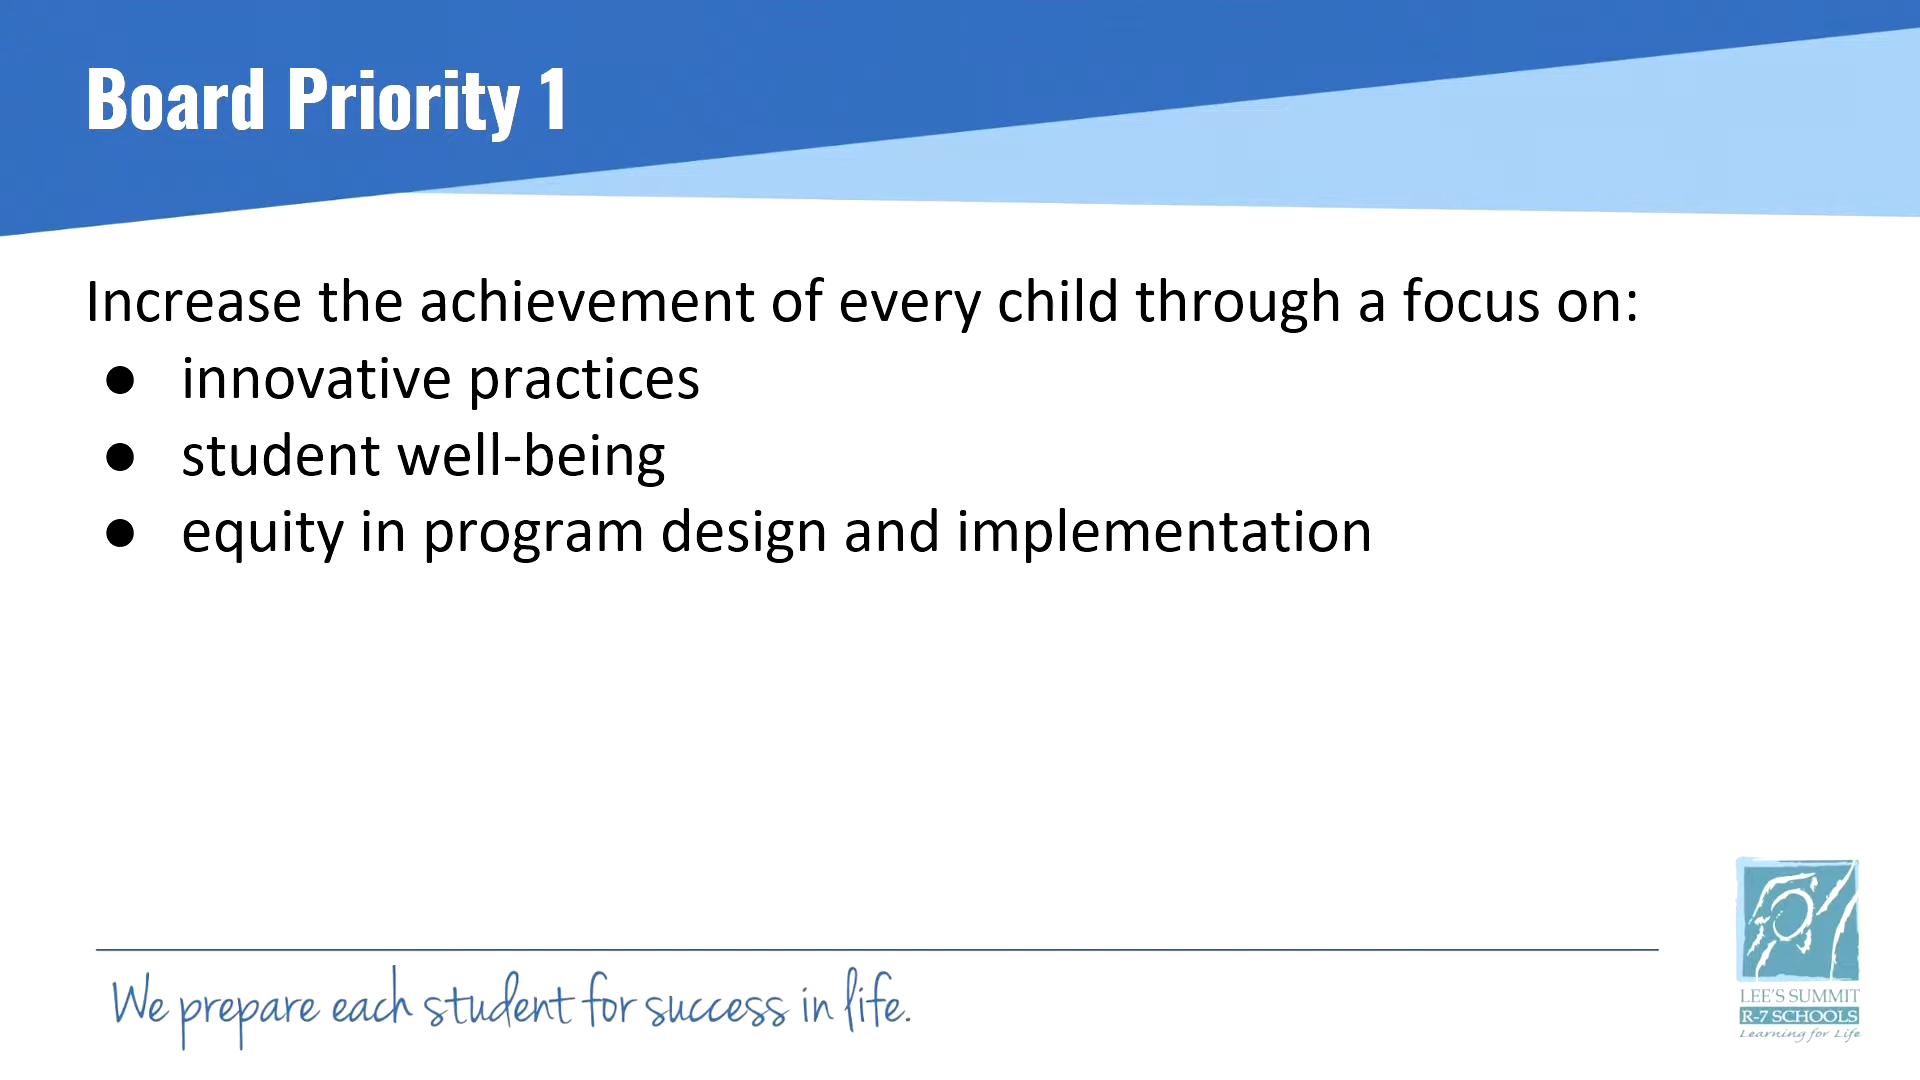 Board Priority 1
Increase the achievement of every child through a focus on:
● innovative practices
● student well-being
● equity in program design and implementation
We prepare each student for success in life.
LEE'S SUMMIT
R-7 SCHOOLS
Learning for Life